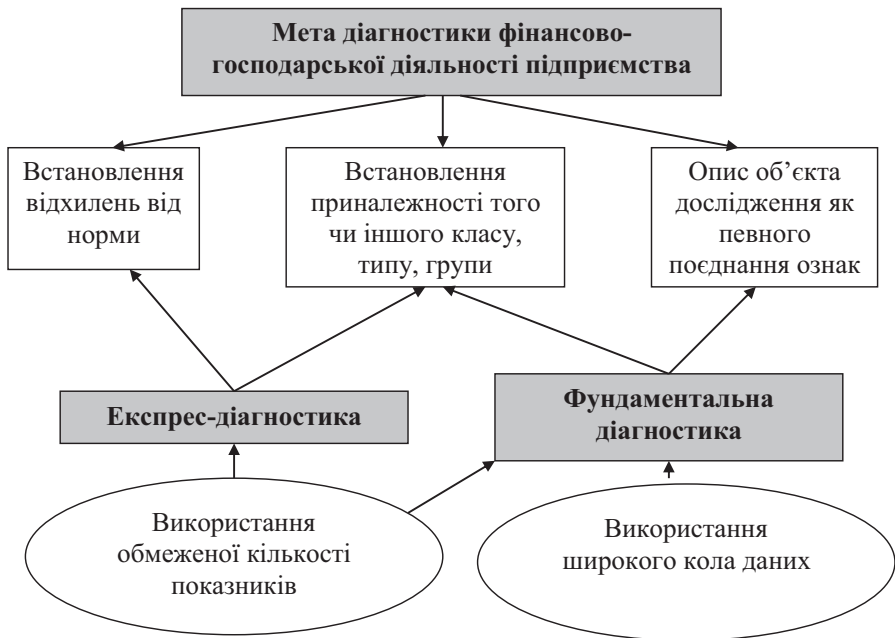 Мета діагностики фінансово-
господарської діяльності підприємства
Встановлення
відхилень від
норми
Встановлення
приналежності того
чи іншого класу,
типу, групи
Опис об’єкта
дослідження як
певного
поєднання ознак
Експрес-діагностика
Фундаментальна
діагностика
Використання
обмеженої кількості
показників
Використання
широкого кола даних